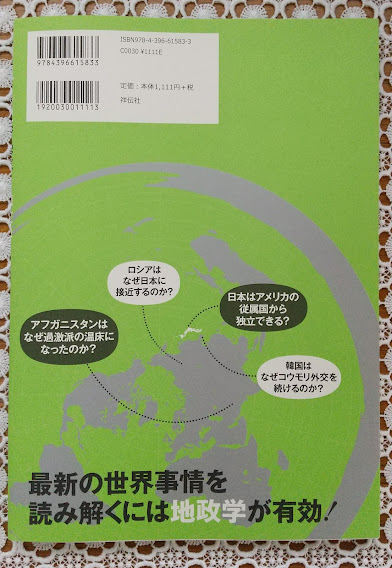 ISBN978-4-396-61583-3
C0030 ¥1111E
9784396615833
定価：本体1,111円＋税
祥伝社
1920030011113
ロシアは
なぜ日本に
接近するのか？
日本はアメリカの
従属国から
独立できる？
アフガニスタンは
なぜ過激派の温床に
なったのか？
韓国は
なぜコウモリ外交を
続けるのか？
最新の世界事情を
読み解くには地政学が有効！